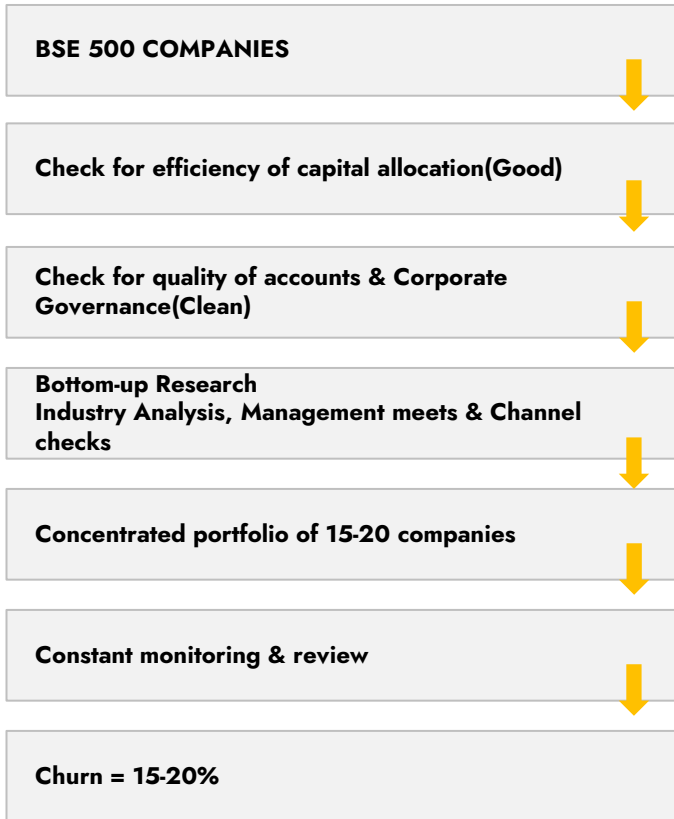 BSE 500 COMPANIES
Check for efficiency of capital allocation(Good)
Check for quality of accounts & Corporate
Governance(Clean)
Bottom-up Research
Industry Analysis, Management meets & Channel
checks
Concentrated portfolio of 15-20 companies
Constant monitoring & review
Churn = 15-20%